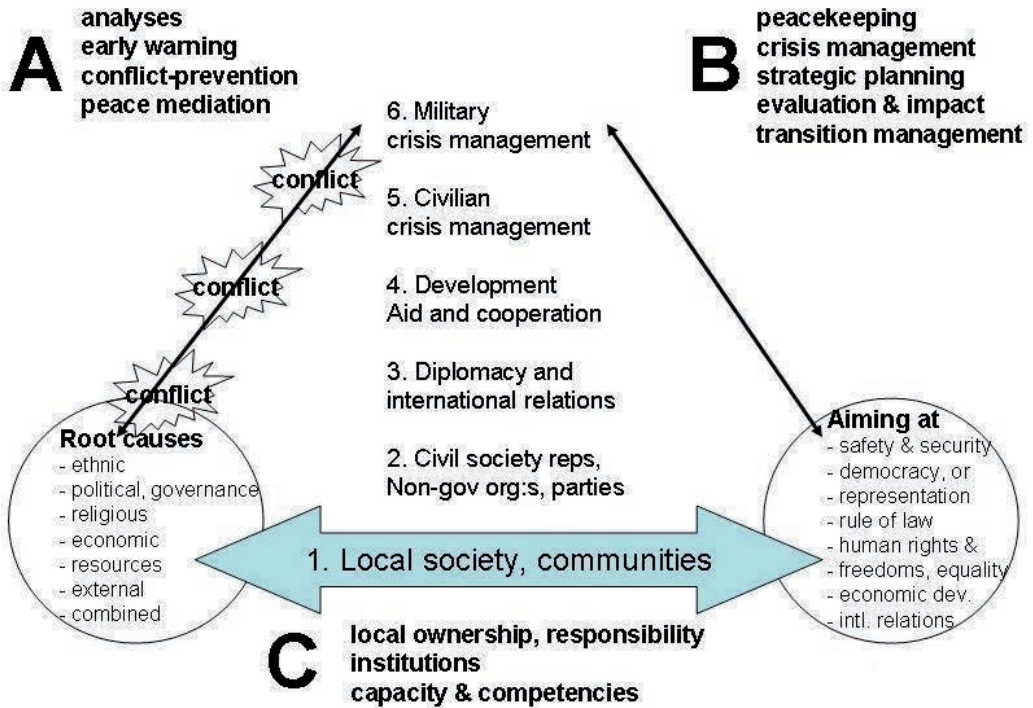 A
analyses
early warning
conflict-prevention
peace mediation
B
peacekeeping
crisis management
strategic planning
evaluation & impact
transition management
6. Military
crisis management
5. Civilian
crisis management
4. Development
Aid and cooperation
3. Diplomacy and
international relations
2. Civil society reps,
Non-gov org:s, parties
conflict
conflict
conflict
Root causes
- ethnic
- political, governance
- religious
- economic
- resources
- external
- combined
Aiming at
- safety & security
- democracy, or
- representation
- rule of law
- human rights &
- freedoms, equality
- economic dev.
- intl. relations
1. Local society, communities
C
local ownership, responsibility
institutions
capacity & competencies